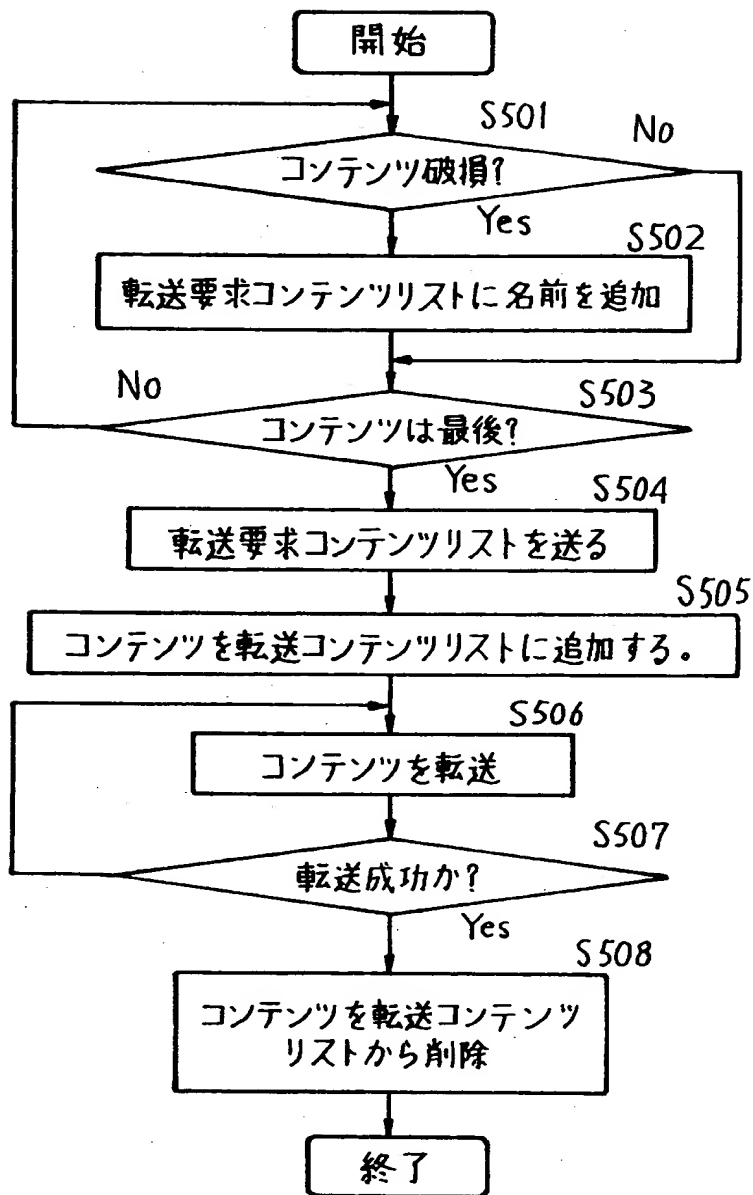 開始
S501
No
コンテンツ破損?
Yes
S502
転送要求コンテンツリストに名前を追加
No
S503
コンテンツは最後?
Yes
S504
転送要求コンテンツリストを送る
S505
コンテンツを転送コンテンツリストに追加する。
S506
コンテンツを転送
S507
転送成功か?
Yes
S508
コンテンツを転送コンテンツ
リストから削除
終了